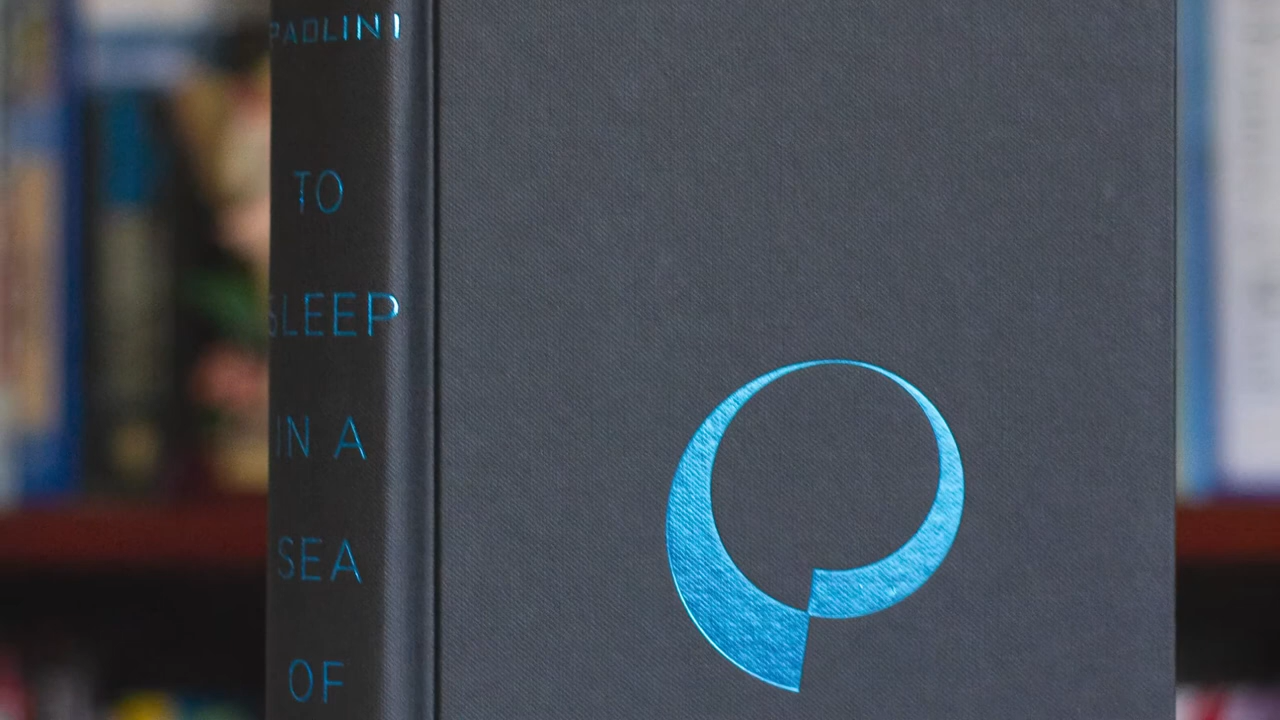 PAOLINI
TO
SLEEP
IN A
SEA
OF